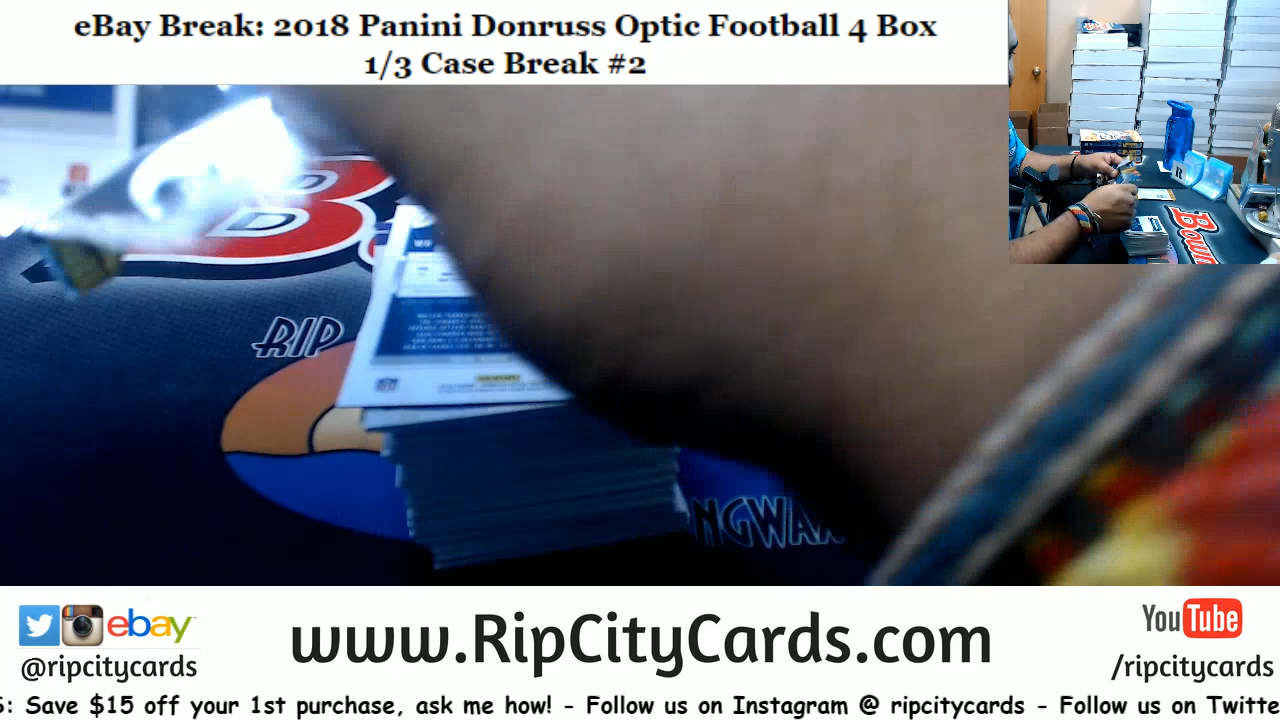 eBay Break: 2018 Panini Donruss Optic Football 4 Box
1/3 Case Break #2
RIP
NGWAX
ebay
@ripcitycards
www.RipCityCards.com
YouTube
/ripcitycards
S: Save $15 off your 1st purchase, ask me how! - Follow us on Instagram @ ripcitycards - Follow us on Twitte